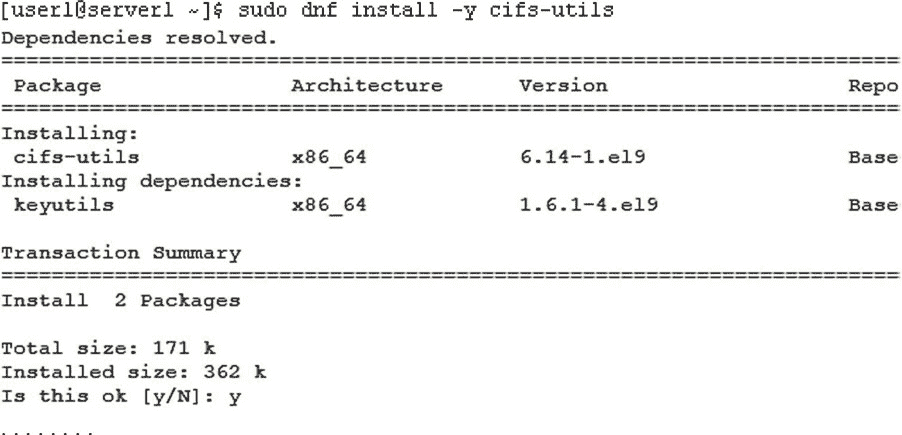 [user1@server1 ~]$ sudo dnf install -y cifs-utils
Dependencies resolved.
================================================================================
Package Architecture Version Repo
================================================================================
Installing:
cifs-utils x86_64 6.14-1.el9 Base
Installing dependencies:
keyutils x86_64 1.6.1-4.el9 Base
Transaction Summary
================================================================================
Install 2 Packages
Total size: 171 k
Installed size: 362 k
Is this ok [y/N]: y
........